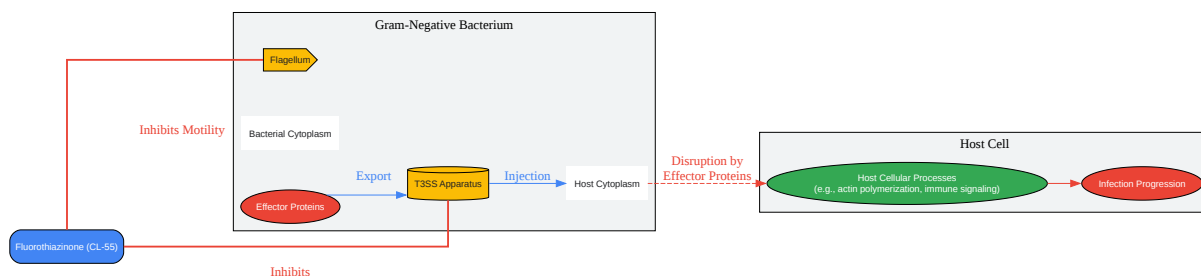 Gram-Negative Bacterium
Flagellum
Inhibits Motility
Bacterial Cytoplasm
Host Cell
Export
T3SS Apparatus
Injection
Host Cytoplasm
Disruption by
Effector Proteins
Host Cellular Processes
(e.g., actin polymerization, immune signaling)
Infection Progression
Effector Proteins
Fluorothiazinone (CL-55)
Inhibits